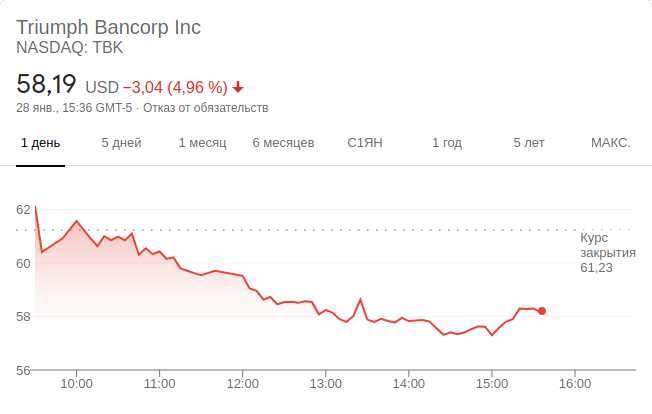 Triumph Bancorp Inc
NASDAQ: TBK
58,19 USD −3,04 (4,96 %)
28 янв., 15:36 GMT-5 · Отказ от обязательств
1 день 5 дней 1 месяц 6 месяцев С1ЯН 1 год 5 лет МАКС.
62
Курс
закрытия
61,23
60
58
56
10:00 11:00 12:00 13:00 14:00 15:00 16:00